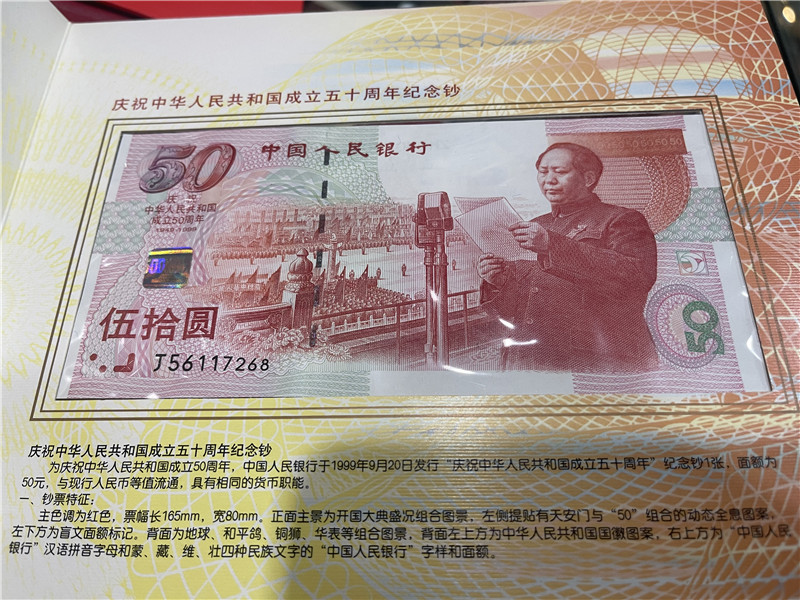 庆祝中华人民共和国成立五十周年纪念钞
50 中国人民银行
庆祝
中华人民共和国
成立50周年
1949-1999
伍拾圆
J56117268
50
庆祝中华人民共和国成立五十周年纪念钞
为庆祝中华人民共和国成立50周年,中国人民银行于1999年9月20日发行“庆祝中华人民共和国成立五十周年”纪念钞1张、面额为
50元,与现行人民币等值流通,具有相同的货币职能。
一、钞票特征:
主色调为红色,票幅长165mm,宽80mm。正面主景为开国大典盛况组合图景,左侧提贴有天安门与“50”组合的动态全息图案,
左下方为盲文面额标记。背面为地球、和平鸽、铜狮、华表等组合图景,背面左上方为中华人民共和国国徽图案,右上方为“中国人民
银行”汉语拼音字母和蒙、藏、维、壮四种民族文字的“中国人民银行”字样和面额。